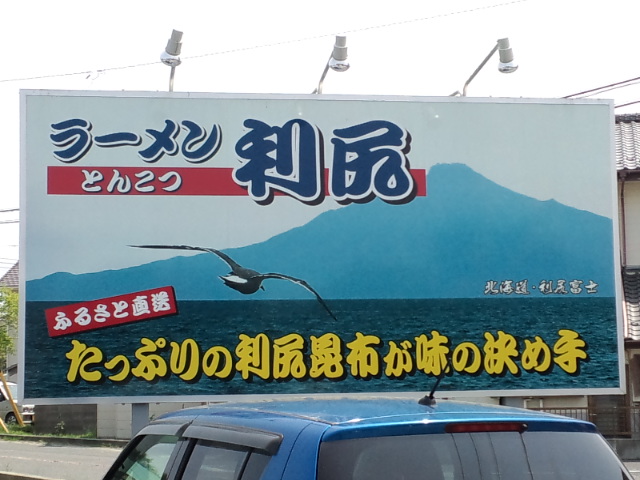 ラーメン 利尻
とんこつ
北海道・利尻富士
ふるさと直送
たっぷりの利尻昆布が味の決め手